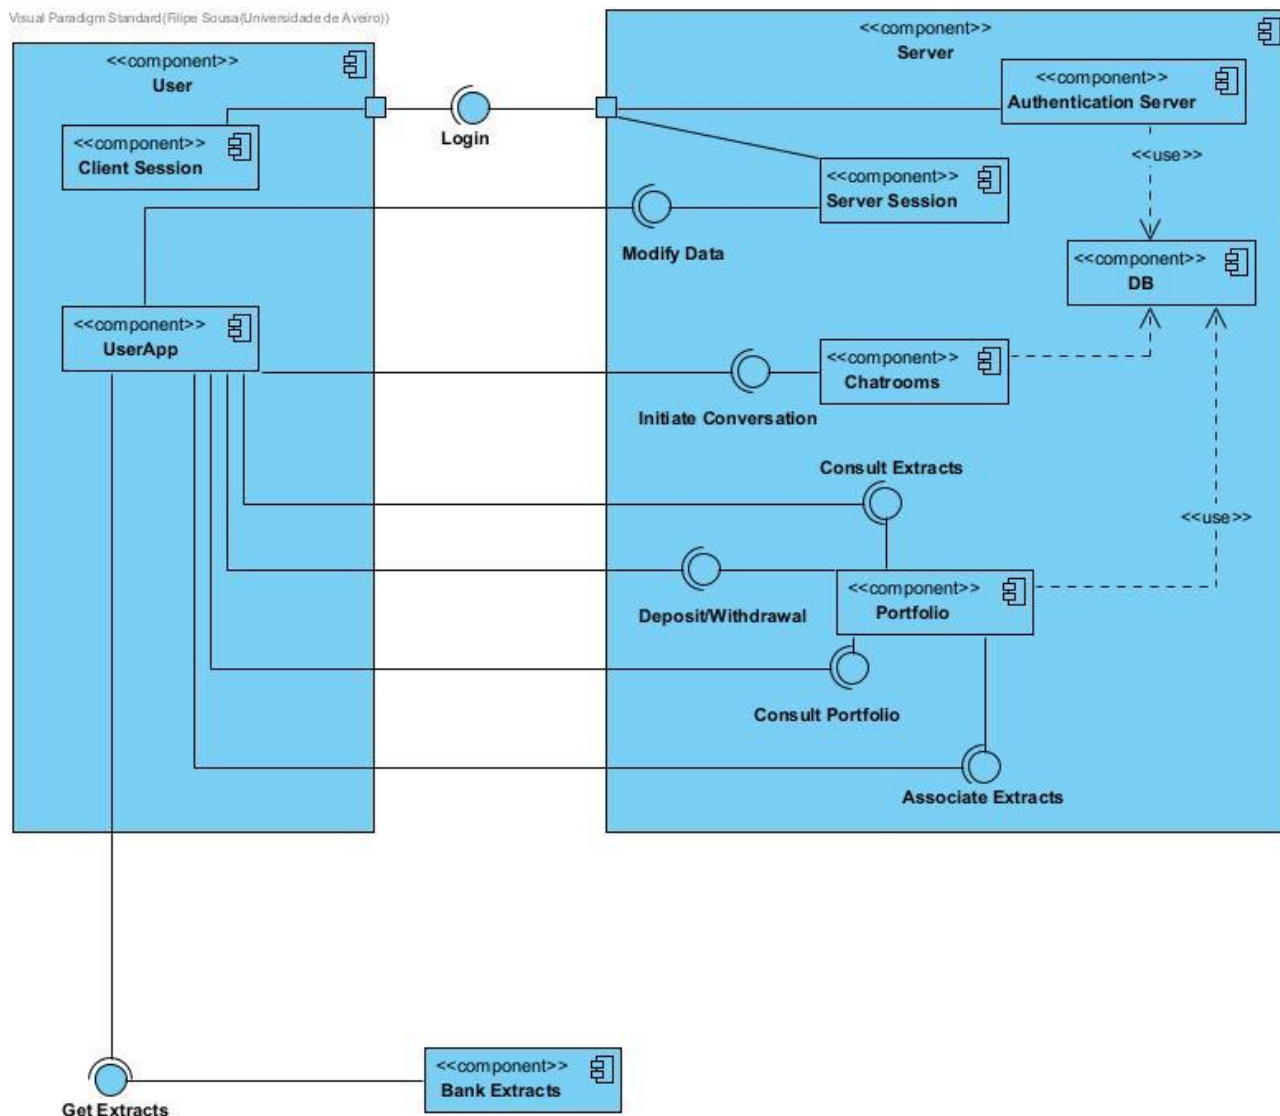 Visual Paradigm Standard(Filipe Sousa(Universidade de Aveiro))
<<component>>
User
<<component>>
Client Session
Login
<<component>>
Server
<<component>>
Authentication Server
<<use>>
<<component>>
Server Session
Modify Data
<<component>>
DB
<<component>>
UserApp
<<component>>
Chatrooms
Initiate Conversation
Consult Extracts
<<use>>
Deposit/Withdrawal
<<component>>
Portfolio
Consult Portfolio
Associate Extracts
<<component>>
Bank Extracts
Get Extracts